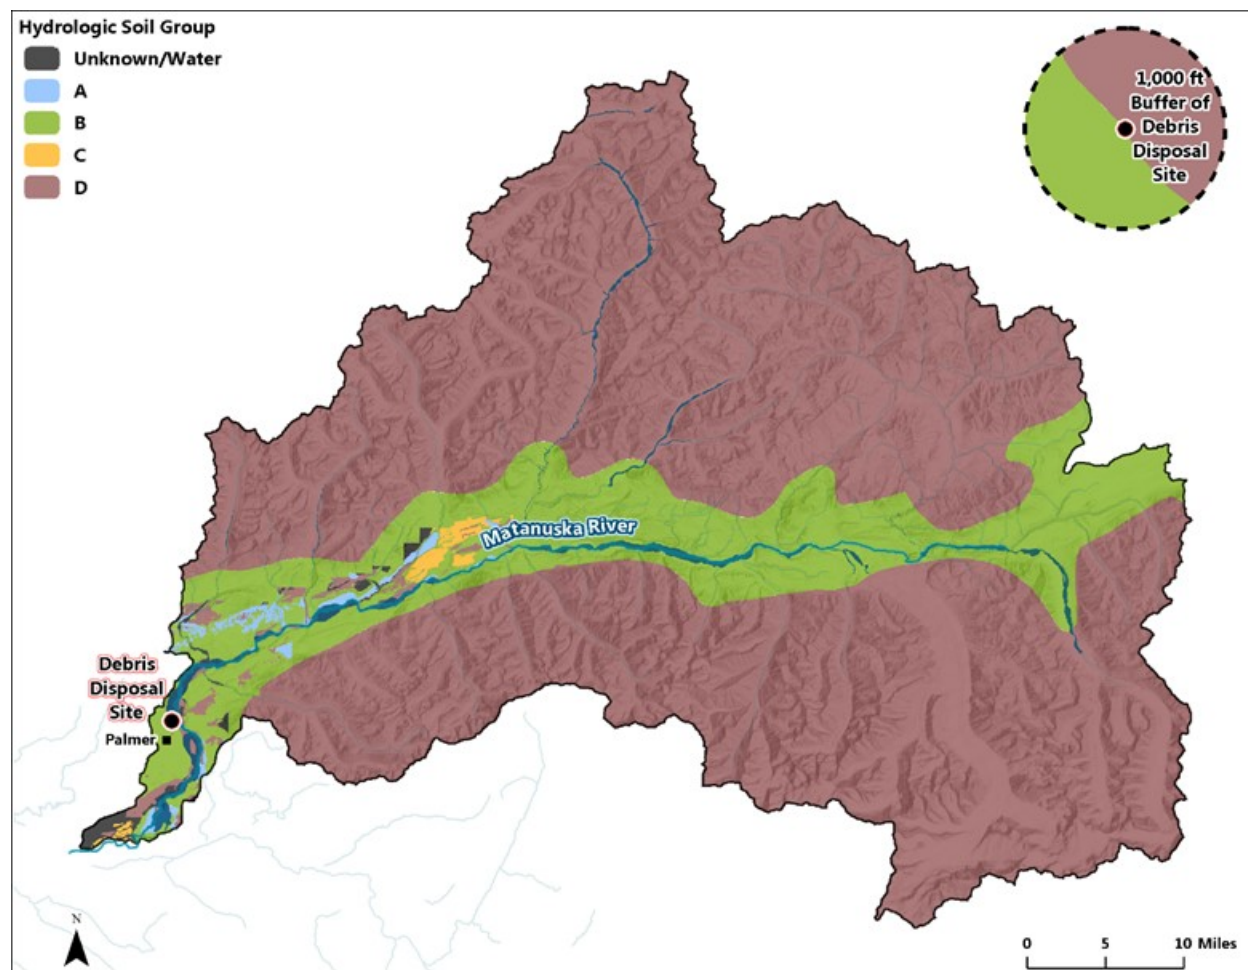 Hydrologic Soil Group
Unknown/Water
A
B
C
D
1,000 ft
Buffer of
Debris
Disposal
Site
Matanuska River
Debris
Disposal
Site
Palmer
N
0 5 10 Miles